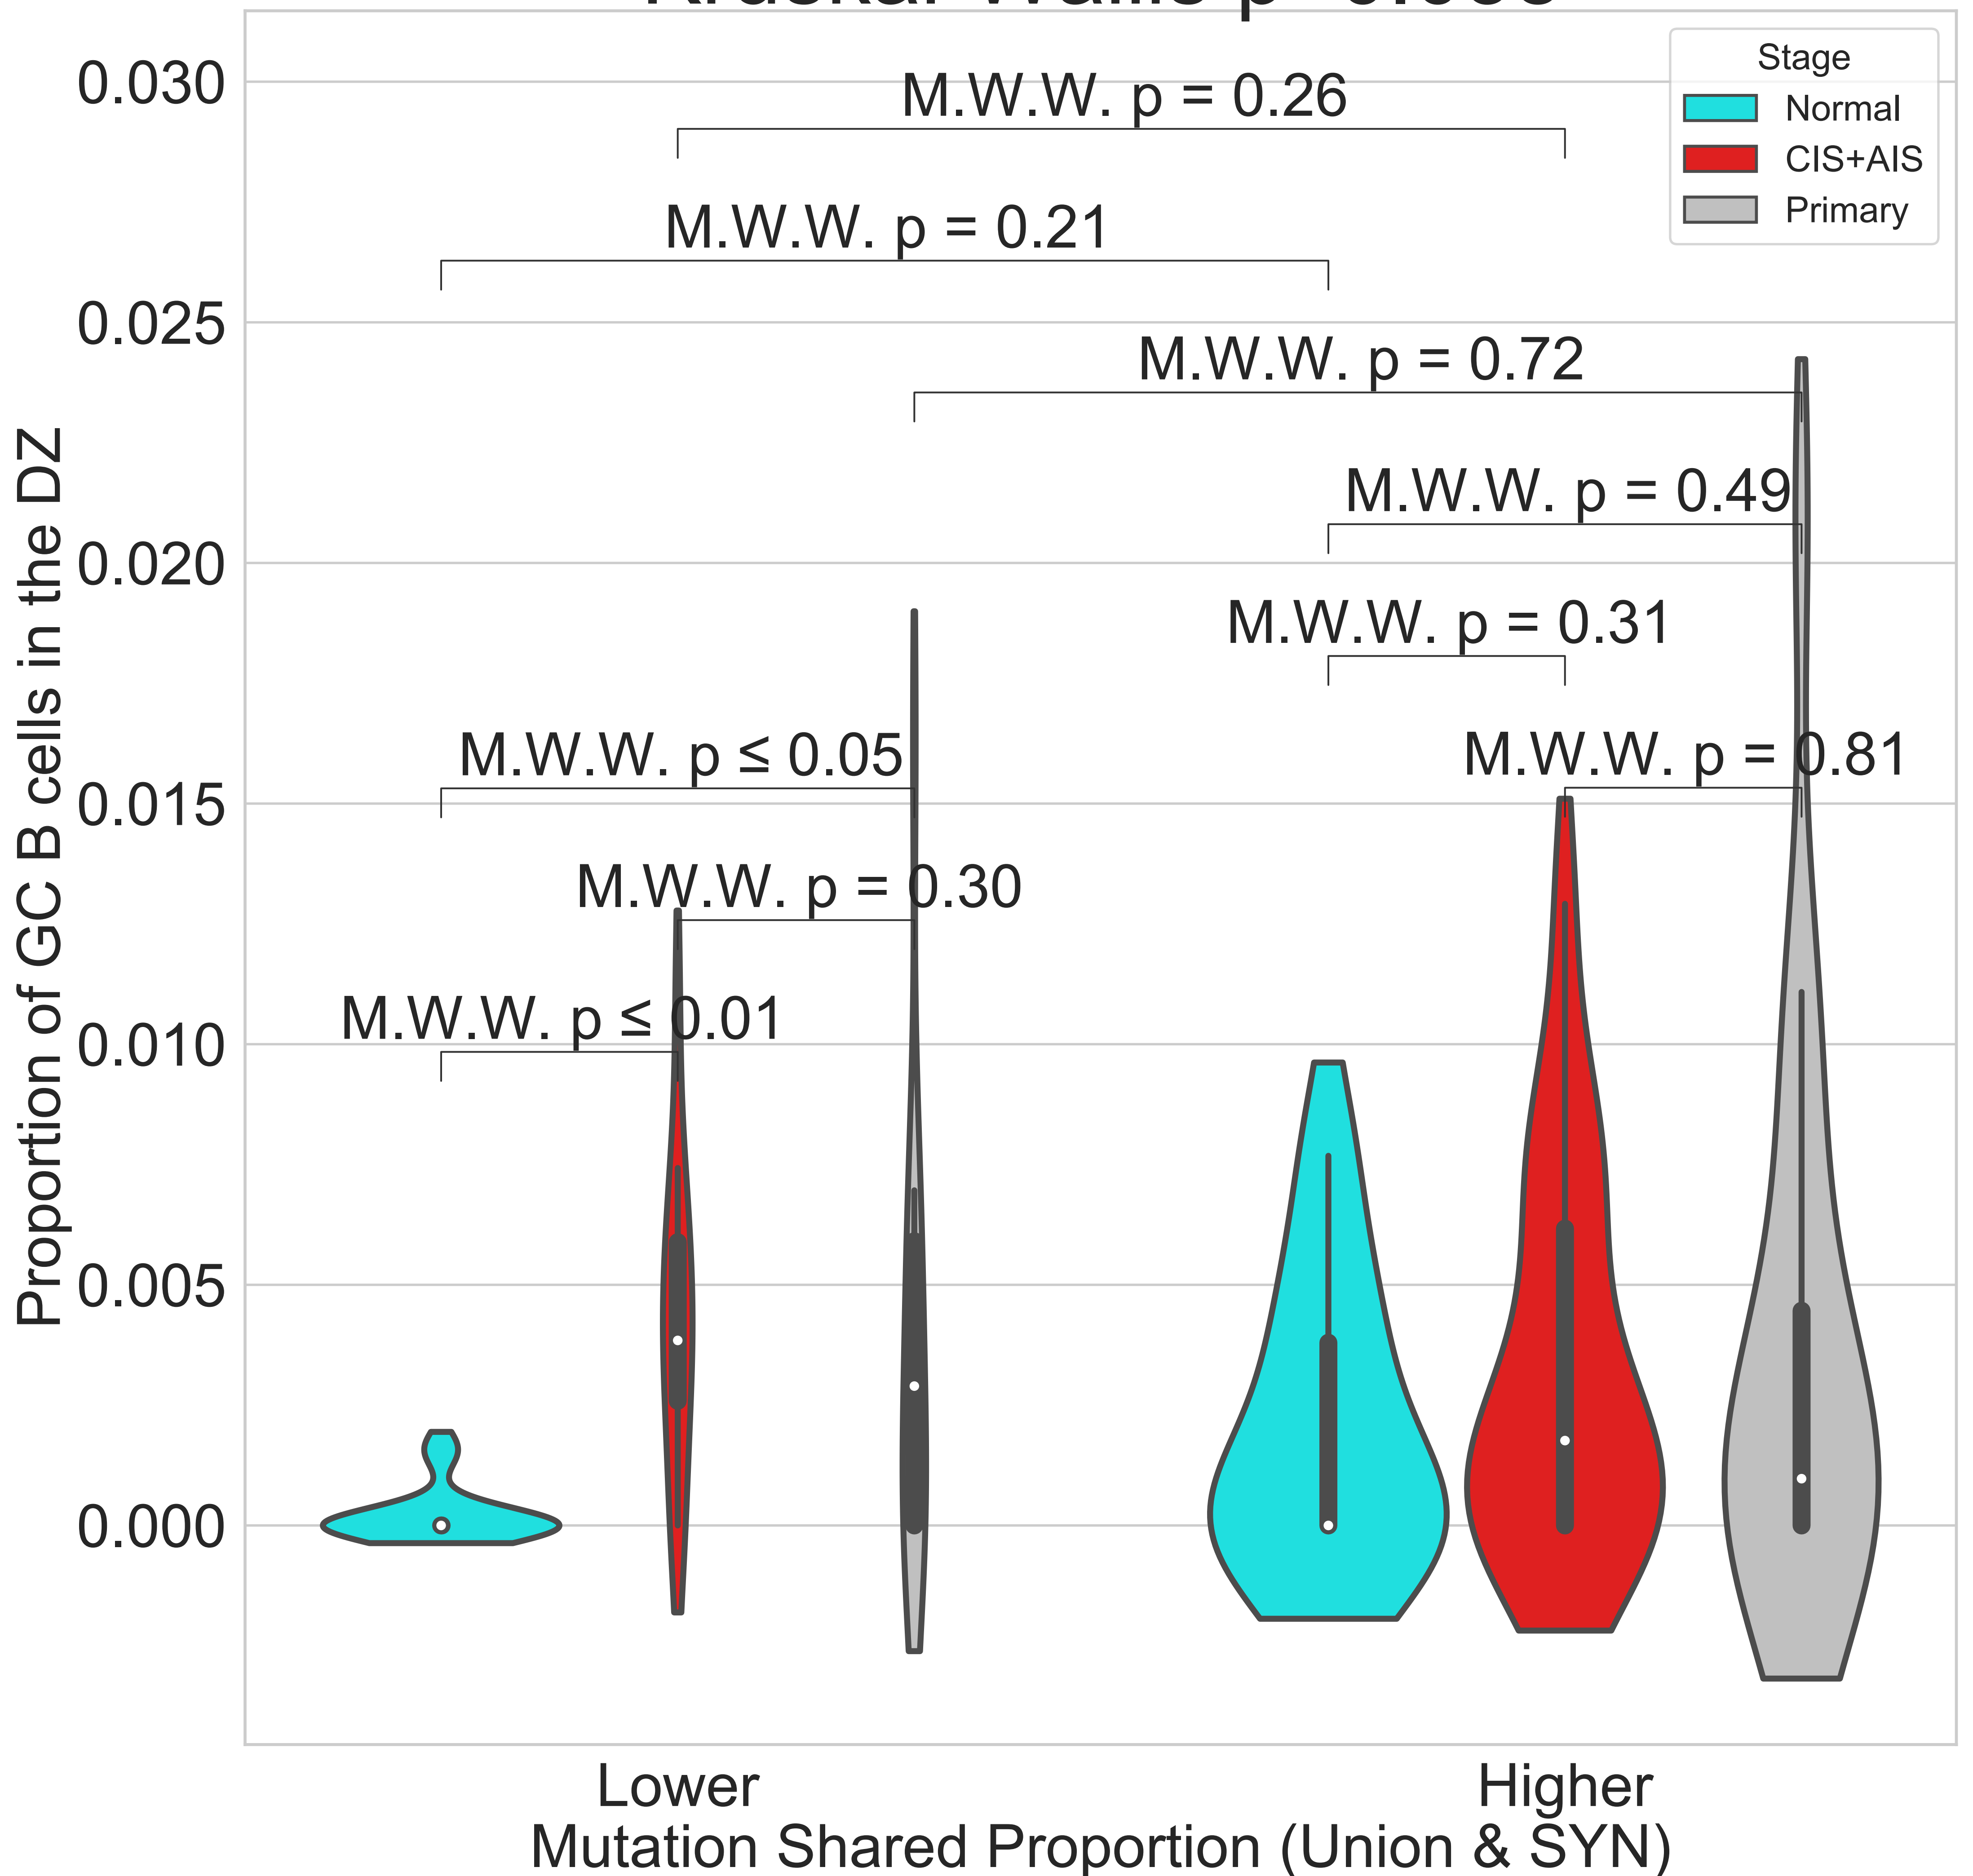 Stage
Normal
CIS+AIS
Primary
0.030
0.025
0.020
0.015
0.010
0.005
0.000
Proportion of GC B cells in the DZ
M.W.W. p = 0.26
M.W.W. p = 0.21
M.W.W. p = 0.72
M.W.W. p = 0.49
M.W.W. p = 0.31
M.W.W. p ≤ 0.05
M.W.W. p = 0.81
M.W.W. p = 0.30
M.W.W. p ≤ 0.01
Lower
Higher
Mutation Shared Proportion (Union & SYN)